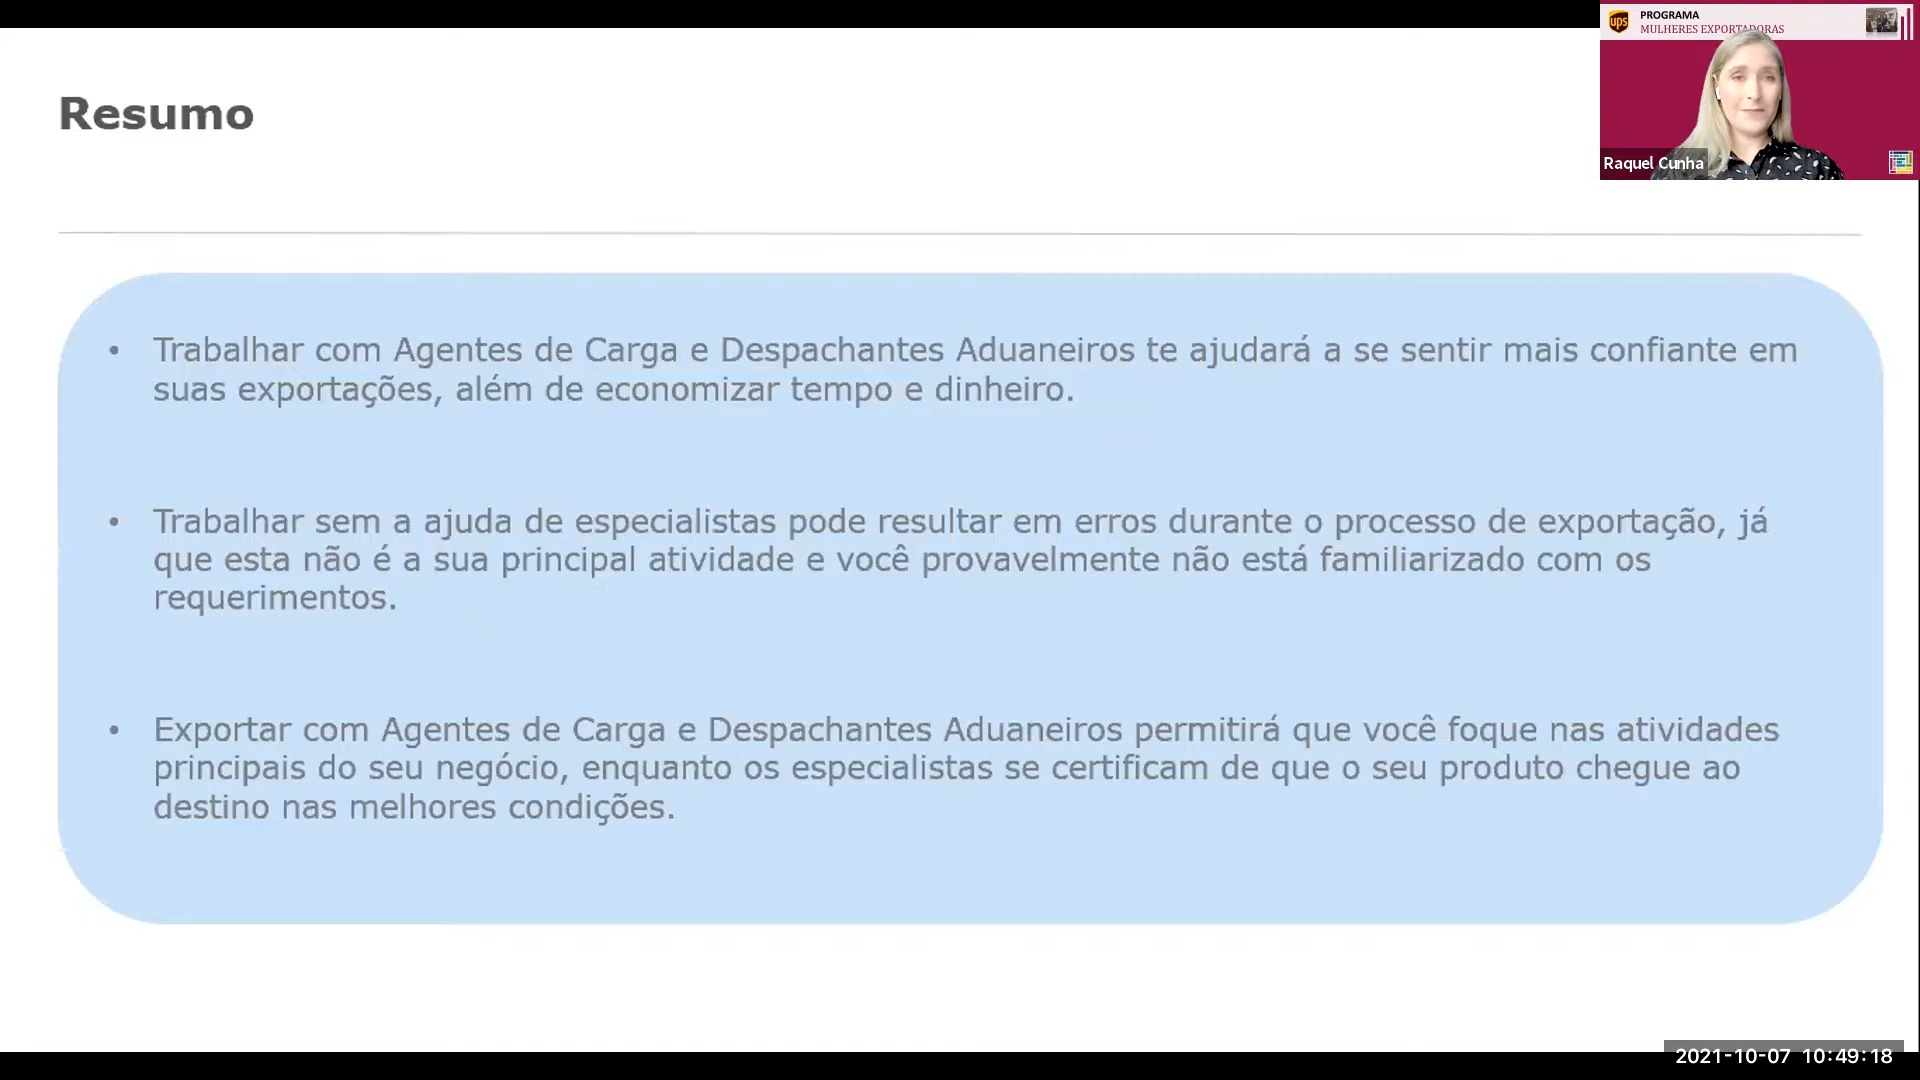 ups
PROGRAMA
MULHERES EXPORTADORAS
Resumo
Raquel Cunha
• Trabalhar com Agentes de Carga e Despachantes Aduaneiros te ajudará a se sentir mais confiante em
suas exportações, além de economizar tempo e dinheiro.
• Trabalhar sem a ajuda de especialistas pode resultar em erros durante o processo de exportação, já
que esta não é a sua principal atividade e você provavelmente não está familiarizado com os
requerimentos.
• Exportar com Agentes de Carga e Despachantes Aduaneiros permitirá que você foque nas atividades
principais do seu negócio, enquanto os especialistas se certificam de que o seu produto chegue ao
destino nas melhores condições.
2021-10-07 10:49:18